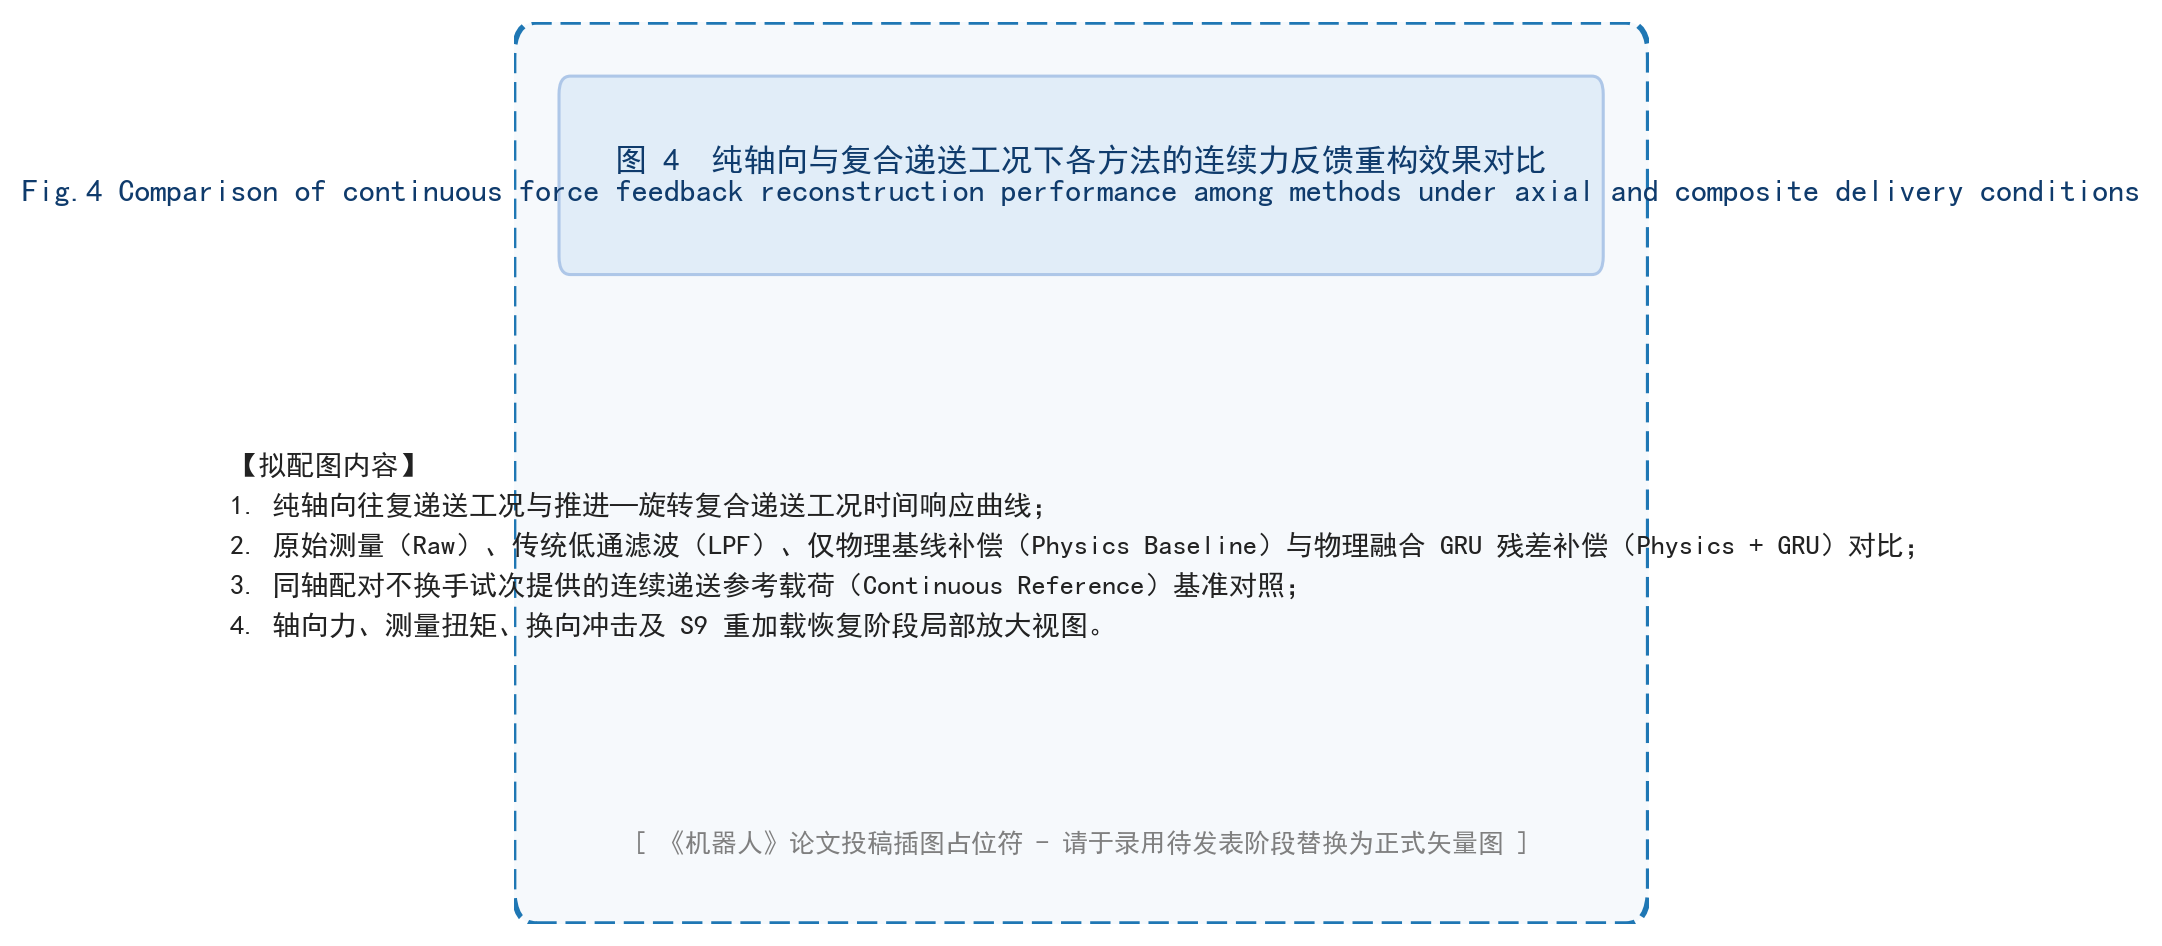 图 4  纯轴向与复合递送工况下各方法的连续力反馈重构效果对比
Fig.4 Comparison of continuous force feedback reconstruction performance among methods under axial and composite delivery conditions
【拟配图内容】
1. 纯轴向往复递送工况与推进—旋转复合递送工况时间响应曲线；
2. 原始测量（Raw）、传统低通滤波（LPF）、仅物理基线补偿（Physics Baseline）与物理融合 GRU 残差补偿（Physics + GRU）对比；
3. 同轴配对不换手试次提供的连续递送参考载荷（Continuous Reference）基准对照；
4. 轴向力、测量扭矩、换向冲击及 S9 重加载恢复阶段局部放大视图。
[ 《机器人》论文投稿插图占位符 - 请于录用待发表阶段替换为正式矢量图 ]